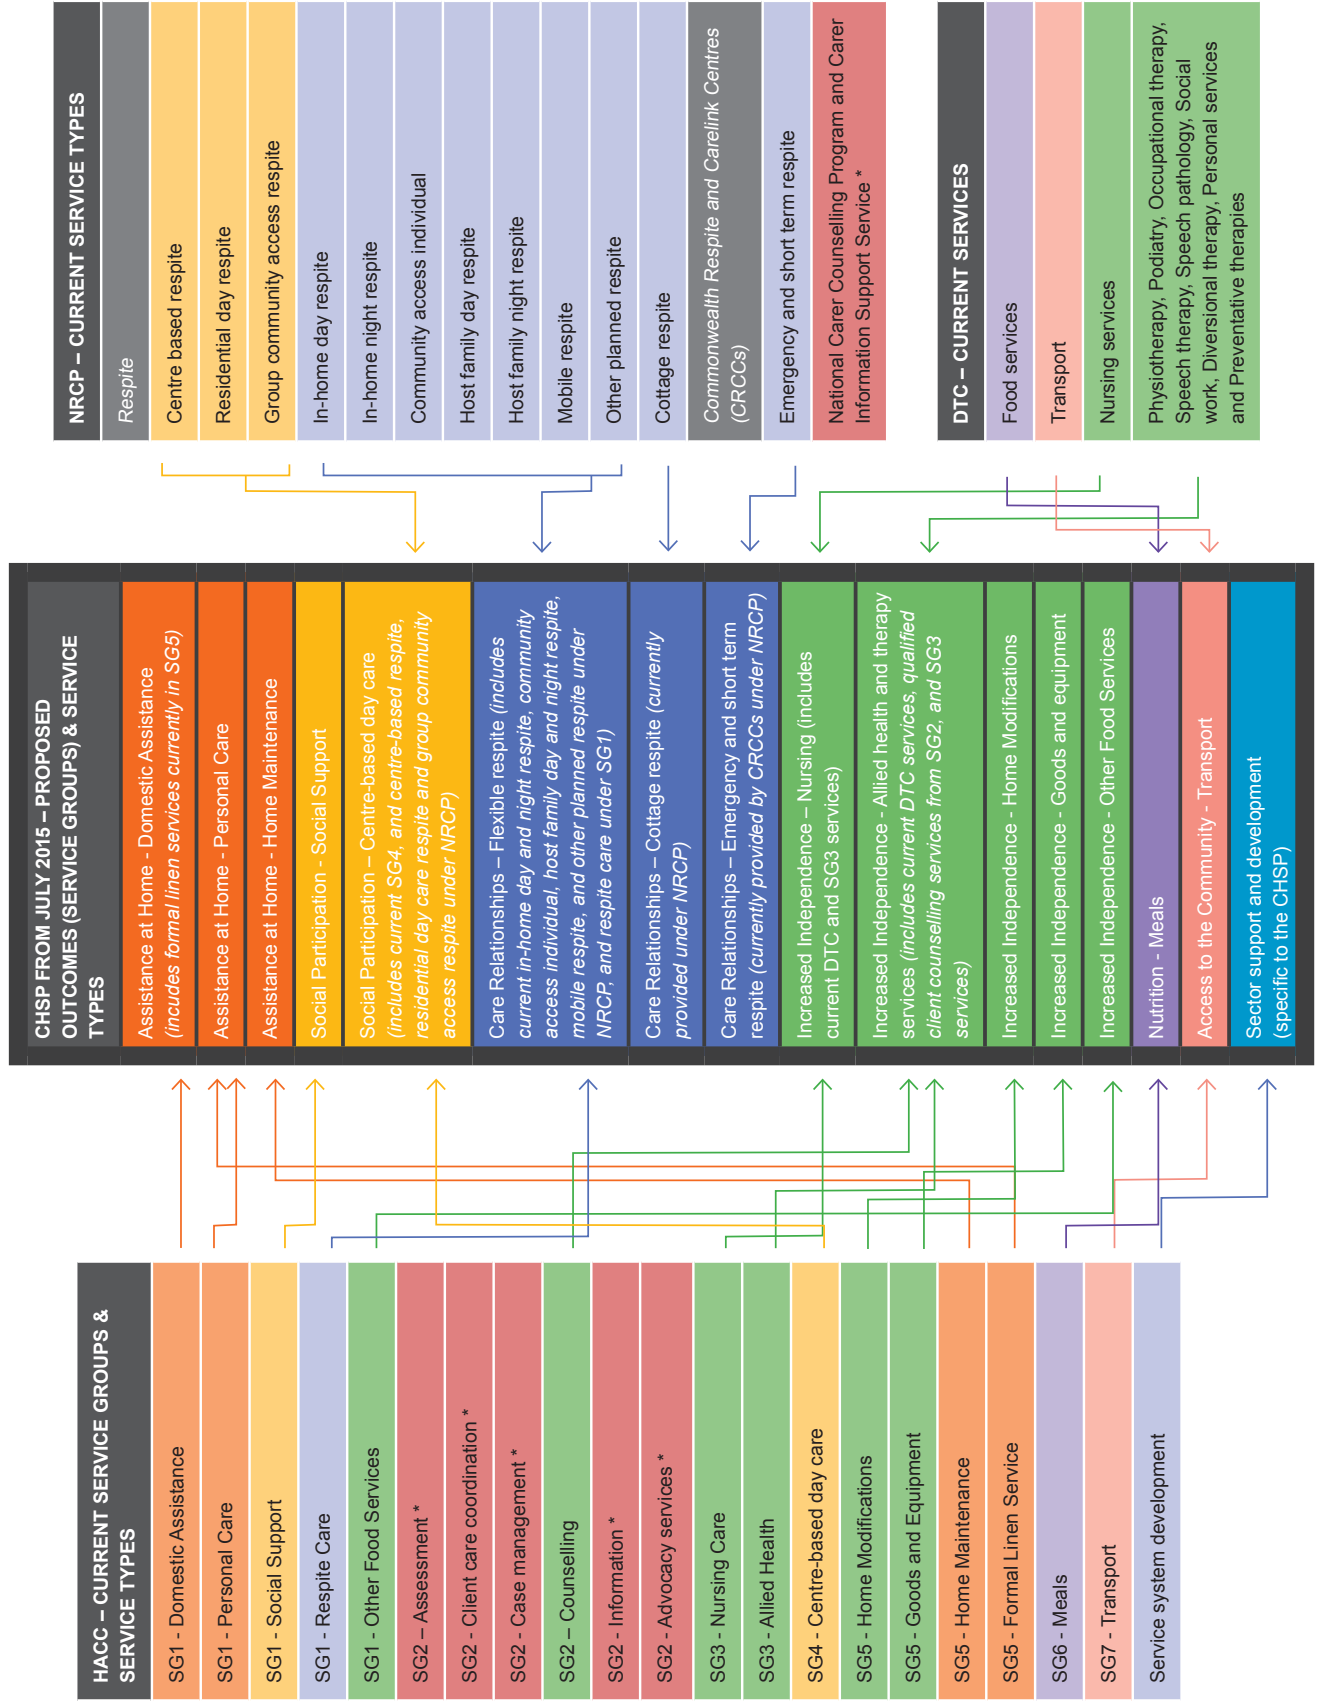 HACC – CURRENT SERVICE GROUPS &
SERVICE TYPES
SG1 - Domestic Assistance
SG1 - Personal Care
SG1 - Social Support
SG1 - Respite Care
SG1 - Other Food Services
SG2 – Assessment *
SG2 - Client care coordination *
SG2 - Case management *
SG2 – Counselling
SG2 - Information *
SG2 - Advocacy services *
SG3 - Nursing Care
SG3 - Allied Health
SG4 - Centre-based day care
SG5 - Home Modifications
SG5 - Goods and Equipment
SG5 - Home Maintenance
SG5 - Formal Linen Service
SG6 - Meals
SG7 - Transport
Service system development
CHSP FROM JULY 2015 – PROPOSED
OUTCOMES (SERVICE GROUPS) & SERVICE
TYPES
Assistance at Home - Domestic Assistance
(incudes formal linen services currently in SG5)
Assistance at Home - Personal Care
Assistance at Home - Home Maintenance
Social Participation - Social Support
Social Participation – Centre-based day care
(includes current SG4, and centre-based respite,
residential day care respite and group community
access respite under NRCP)
Care Relationships – Flexible respite (includes
current in-home day and night respite, community
access individual, host family day and night respite,
mobile respite, and other planned respite under
NRCP, and respite care under SG1)
Care Relationships – Cottage respite (currently
provided under NRCP)
Care Relationships – Emergency and short term
respite (currently provided by CRCCs under NRCP)
Increased Independence – Nursing (includes
current DTC and SG3 services)
Increased Independence - Allied health and therapy
services (includes current DTC services, qualified
client counselling services from SG2, and SG3
services)
Increased Independence - Home Modifications
Increased Independence - Goods and equipment
Increased Independence - Other Food Services
Nutrition - Meals
Access to the Community - Transport
Sector support and development
(specific to the CHSP)
NRCP – CURRENT SERVICE TYPES
Respite
Centre based respite
Residential day respite
Group community access respite
In-home day respite
In-home night respite
Community access individual
Host family day respite
Host family night respite
Mobile respite
Other planned respite
Cottage respite
Commonwealth Respite and Carelink Centres
(CRCCs)
Emergency and short term respite
National Carer Counselling Program and Carer
Information Support Service *
DTC – CURRENT SERVICES
Food services
Transport
Nursing services
Physiotherapy, Podiatry, Occupational therapy,
Speech therapy, Speech pathology, Social
work, Diversional therapy, Personal services
and Preventative therapies